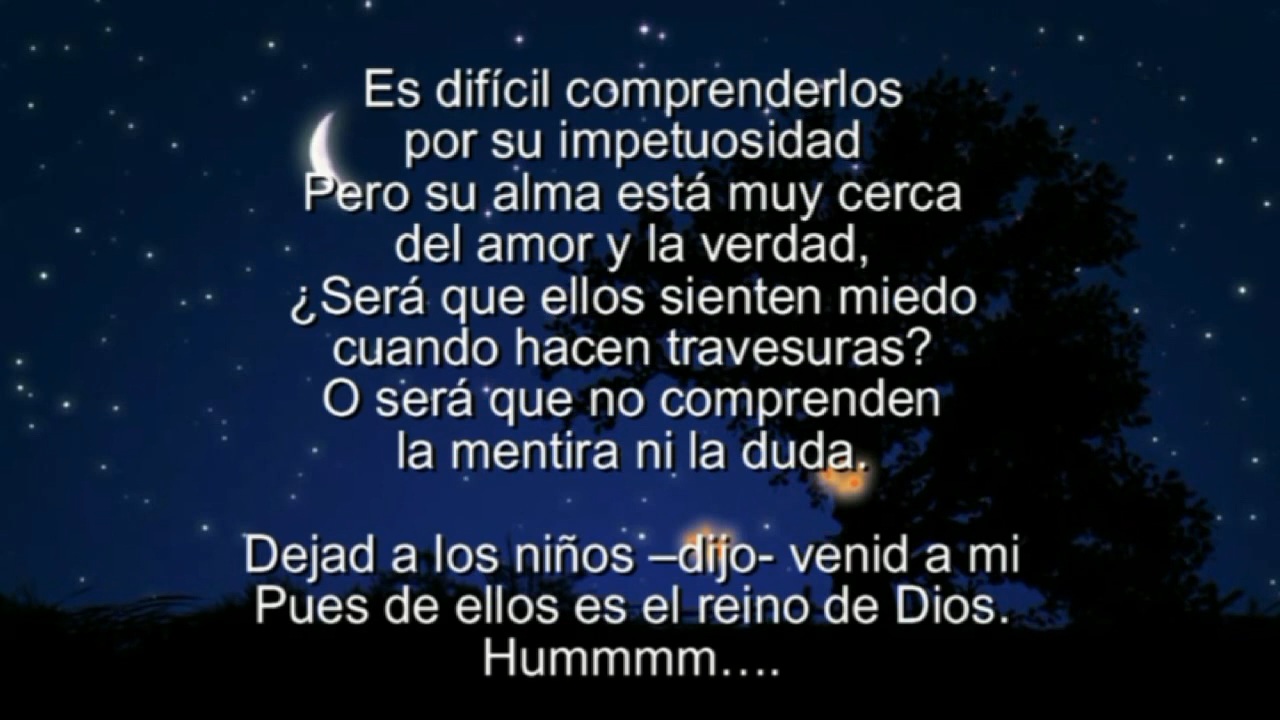 Es difícil comprenderlos
por su impetuosidad
Pero su alma está muy cerca
del amor y la verdad,
¿Será que ellos sienten miedo
cuando hacen travesuras?
O será que no comprenden
la mentira ni la duda.
Dejad a los niños –dijo- venid a mi
Pues de ellos es el reino de Dios.
Hummmm….